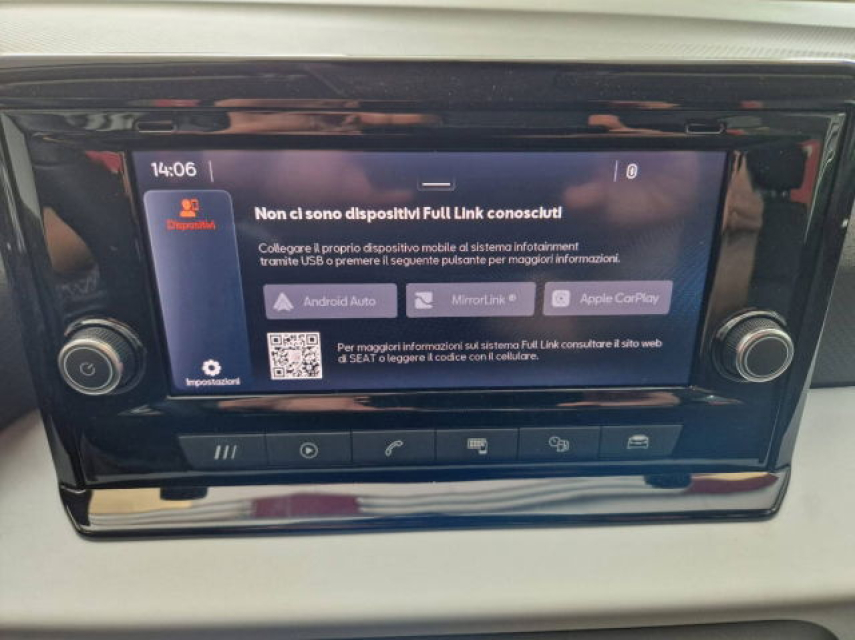 14:06
Dispositivi
Non ci sono dispositivi Full Link conosciuti
Collegare il proprio dispositivo mobile al sistema infotainment
tramite USB o premere il seguente pulsante per maggiori informazioni.
Android Auto
MirrorLink ®
Apple CarPlay
Per maggiori informazioni sul sistema Full Link consultare il sito web
di SEAT o leggere il codice con il cellulare.
Impostazioni